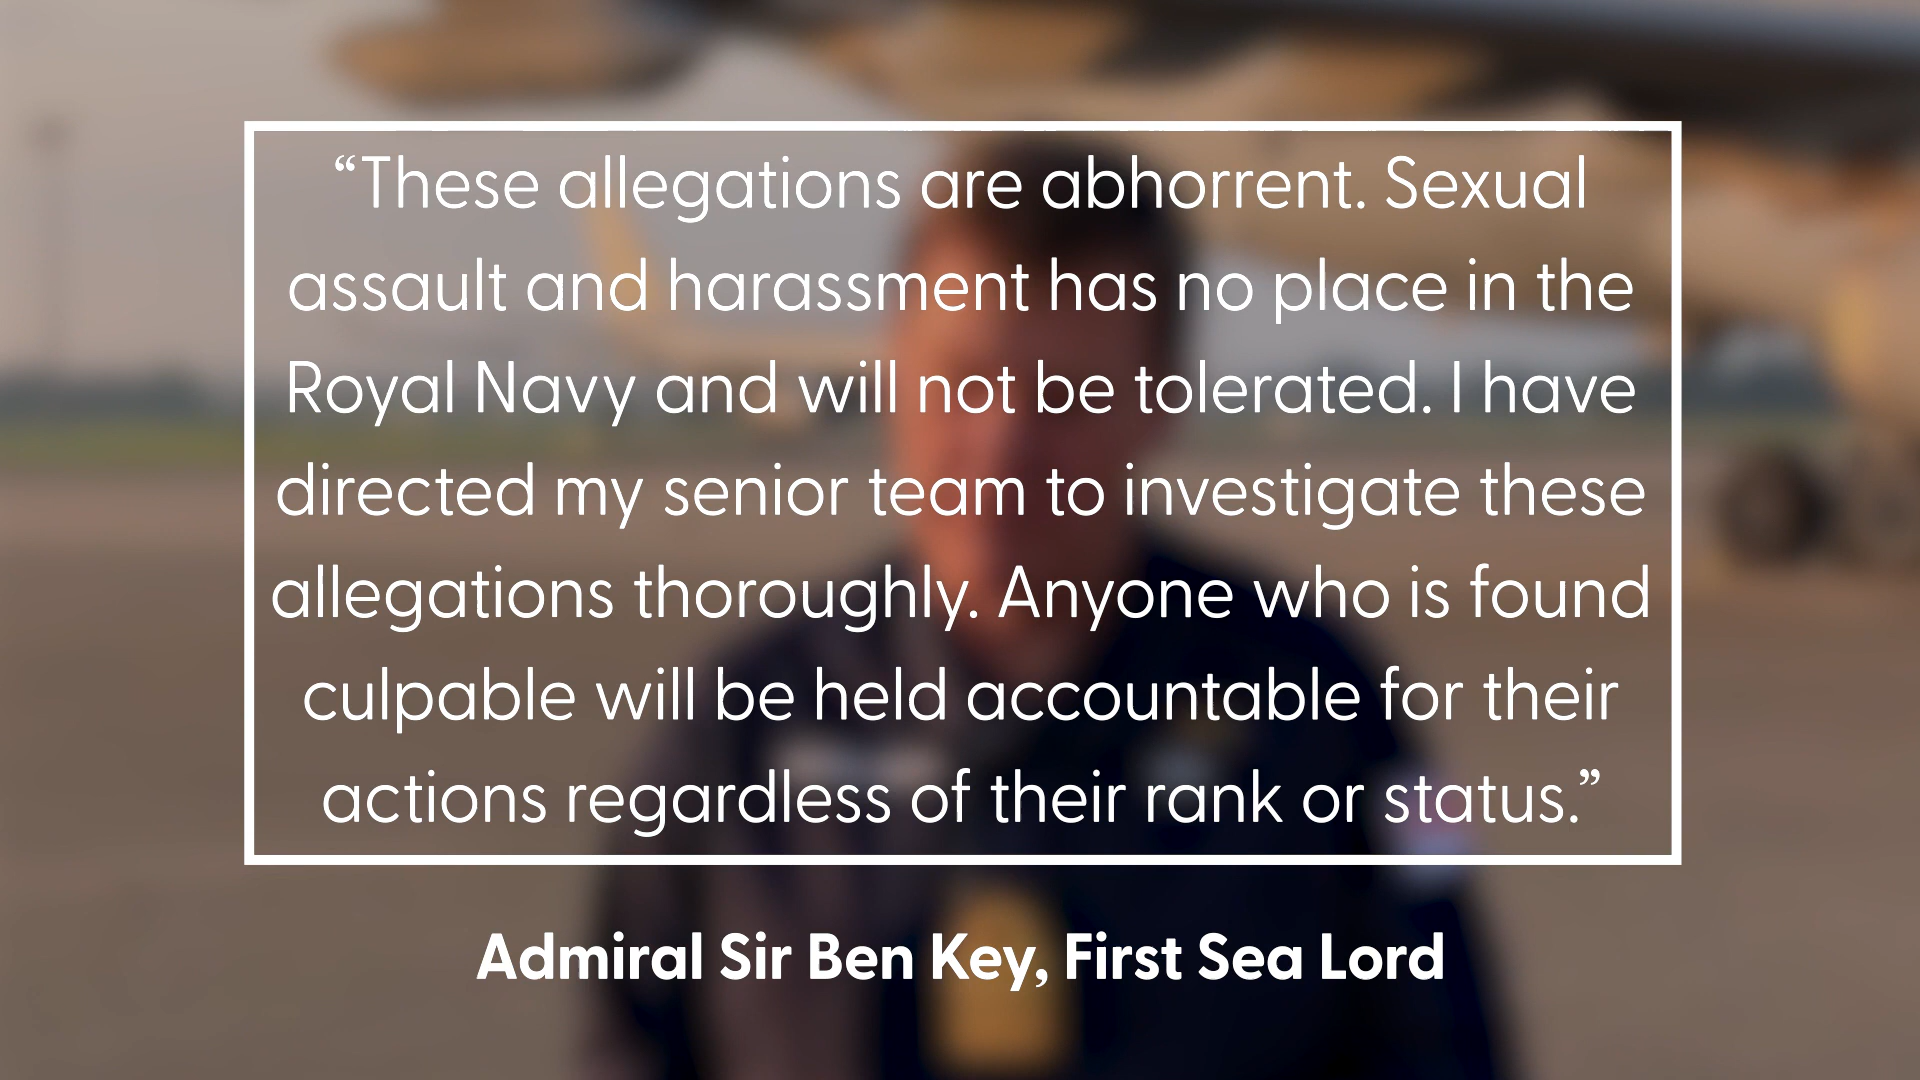 “These allegations are abhorrent. Sexual
assault and harassment has no place in the
Royal Navy and will not be tolerated. I have
directed my senior team to investigate these
allegations thoroughly. Anyone who is found
culpable will be held accountable for their
actions regardless of their rank or status.”
Admiral Sir Ben Key, First Sea Lord